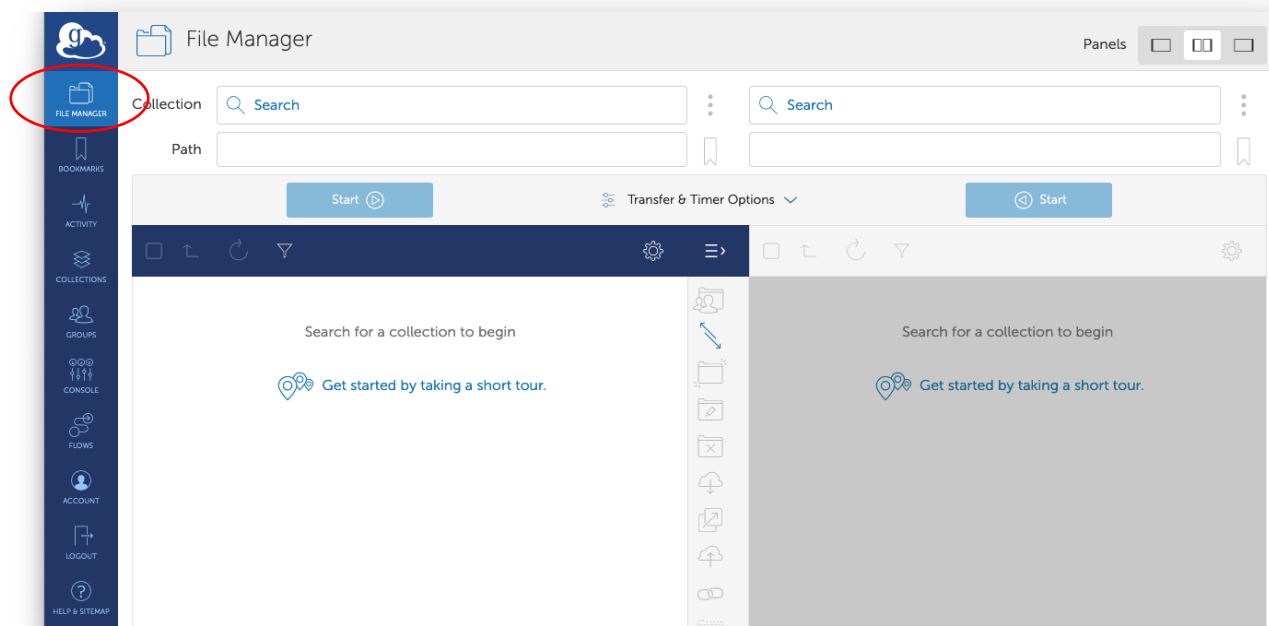 g
File Manager
Panels
FILE MANAGER
Collection
Search
Search
BOOKMARKS
Path
ACTIVITY
Start
Transfer & Timer Options
Start
COLLECTIONS
GROUPS
Search for a collection to begin
Search for a collection to begin
CONSOLE
Get started by taking a short tour.
Get started by taking a short tour.
FLOWS
ACCOUNT
LOGOUT
HELP & SITEMAP